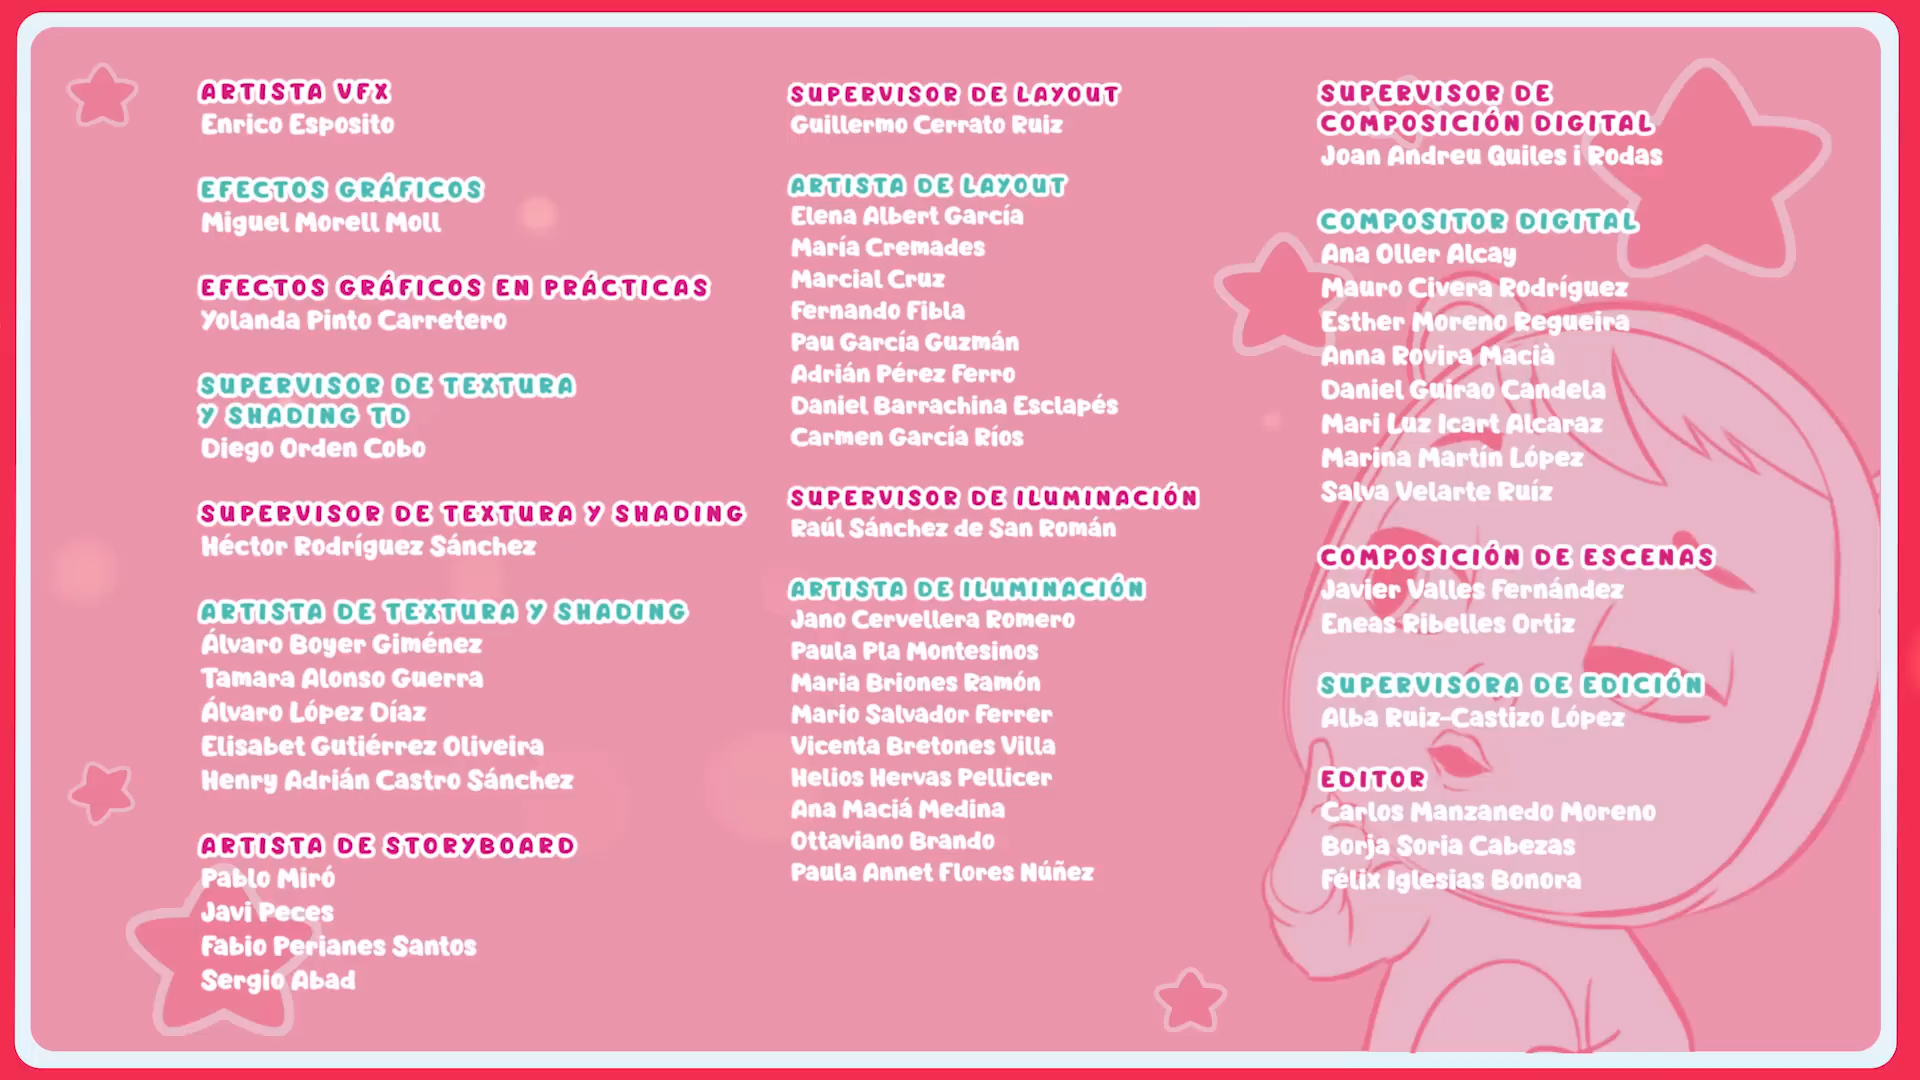 ARTISTA VFX
Enrico Esposito
EFECTOS GRÁFICOS
Miguel Morell Moll
EFECTOS GRÁFICOS EN PRÁCTICAS
Yolanda Pinto Carretero
SUPERVISOR DE TEXTURA
Y SHADING TD
Diego Orden Cobo
SUPERVISOR DE TEXTURA Y SHADING
Héctor Rodríguez Sánchez
ARTISTA DE TEXTURA Y SHADING
Álvaro Boyer Giménez
Tamara Alonso Guerra
Álvaro López Díaz
Elisabet Gutiérrez Oliveira
Henry Adrián Castro Sánchez
ARTISTA DE STORYBOARD
Pablo Miró
Javi Peces
Fabio Perianes Santos
Sergio Abad
SUPERVISOR DE LAYOUT
Guillermo Cerrato Ruiz
ARTISTA DE LAYOUT
Elena Albert García
María Cremades
Marcial Cruz
Fernando Fibla
Pau García Guzmán
Adrián Pérez Ferro
Daniel Barrachina Esclapés
Carmen García Ríos
SUPERVISOR DE ILUMINACIÓN
Raúl Sánchez de San Román
ARTISTA DE ILUMINACIÓN
Jano Cervellera Romero
Paula Pla Montesinos
Maria Briones Ramón
Mario Salvador Ferrer
Vicenta Bretones Villa
Helios Hervas Pellicer
Ana Maciá Medina
Ottaviano Brando
Paula Annet Flores Núñez
SUPERVISOR DE
COMPOSICIÓN DIGITAL
Joan Andreu Quiles i Rodas
COMPOSITOR DIGITAL
Ana Oller Alcay
Mauro Civera Rodríguez
Esther Moreno Regueira
Anna Rovira Macià
Daniel Guirao Candela
Mari Luz Icart Alcaraz
Marina Martín López
Salva Velarte Ruíz
COMPOSICIÓN DE ESCENAS
Javier Valles Fernández
Eneas Ribelles Ortiz
SUPERVISORA DE EDICIÓN
Alba Ruiz-Castizo López
EDITOR
Carlos Manzanedo Moreno
Borja Soria Cabezas
Félix Iglesias Bonora